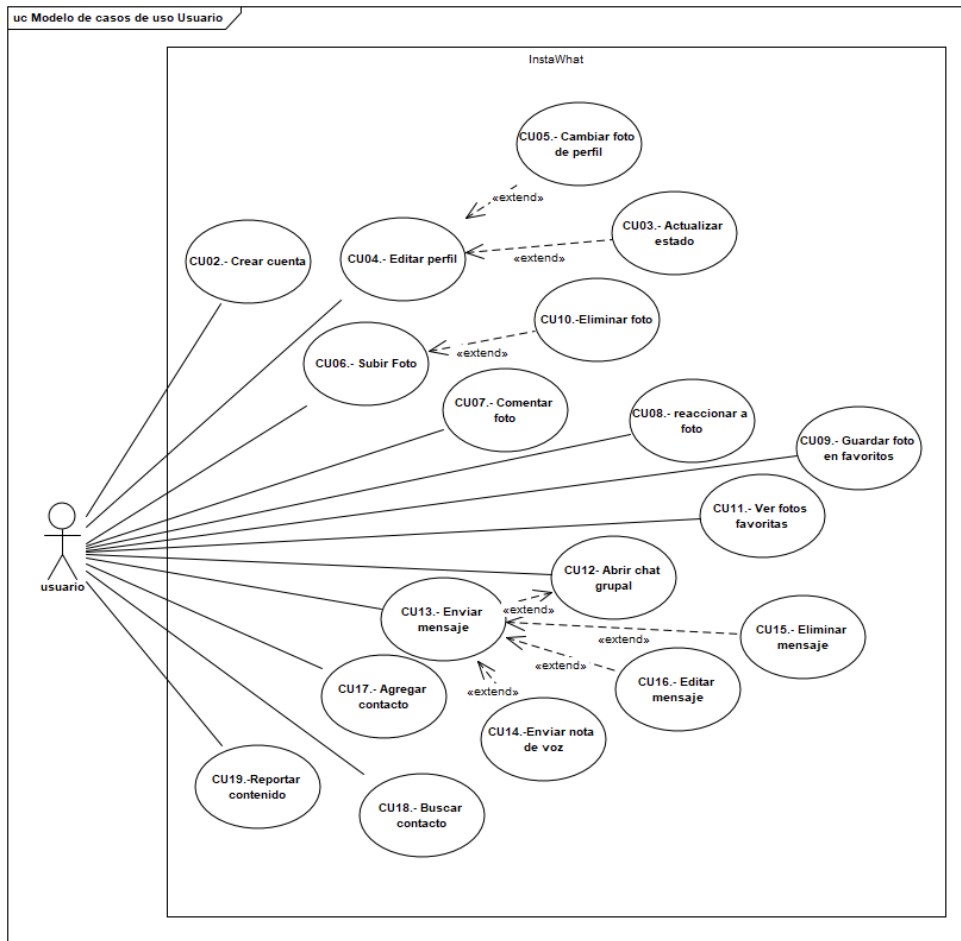 uc Modelo de casos de uso Usuario
InstaWhat
CU05.- Cambiar foto
de perfil
«extend»
CU03.- Actualizar
estado
CU02.- Crear cuenta
CU04.- Editar perfil
«extend»
CU10.-Eliminar foto
«extend»
CU06.- Subir Foto
CU07.- Comentar
foto
CU08.- reaccionar a
foto
CU09.- Guardar foto
en favoritos
CU11.- Ver fotos
favoritas
usuario
CU12- Abrir chat
grupal
«extend»
CU13.- Enviar
mensaje
CU15.- Eliminar
mensaje
«extend»
«extend»
CU16.- Editar
mensaje
«extend»
CU17.- Agregar
contacto
CU14.-Enviar nota
de voz
CU19.-Reportar
contenido
CU18.- Buscar
contacto